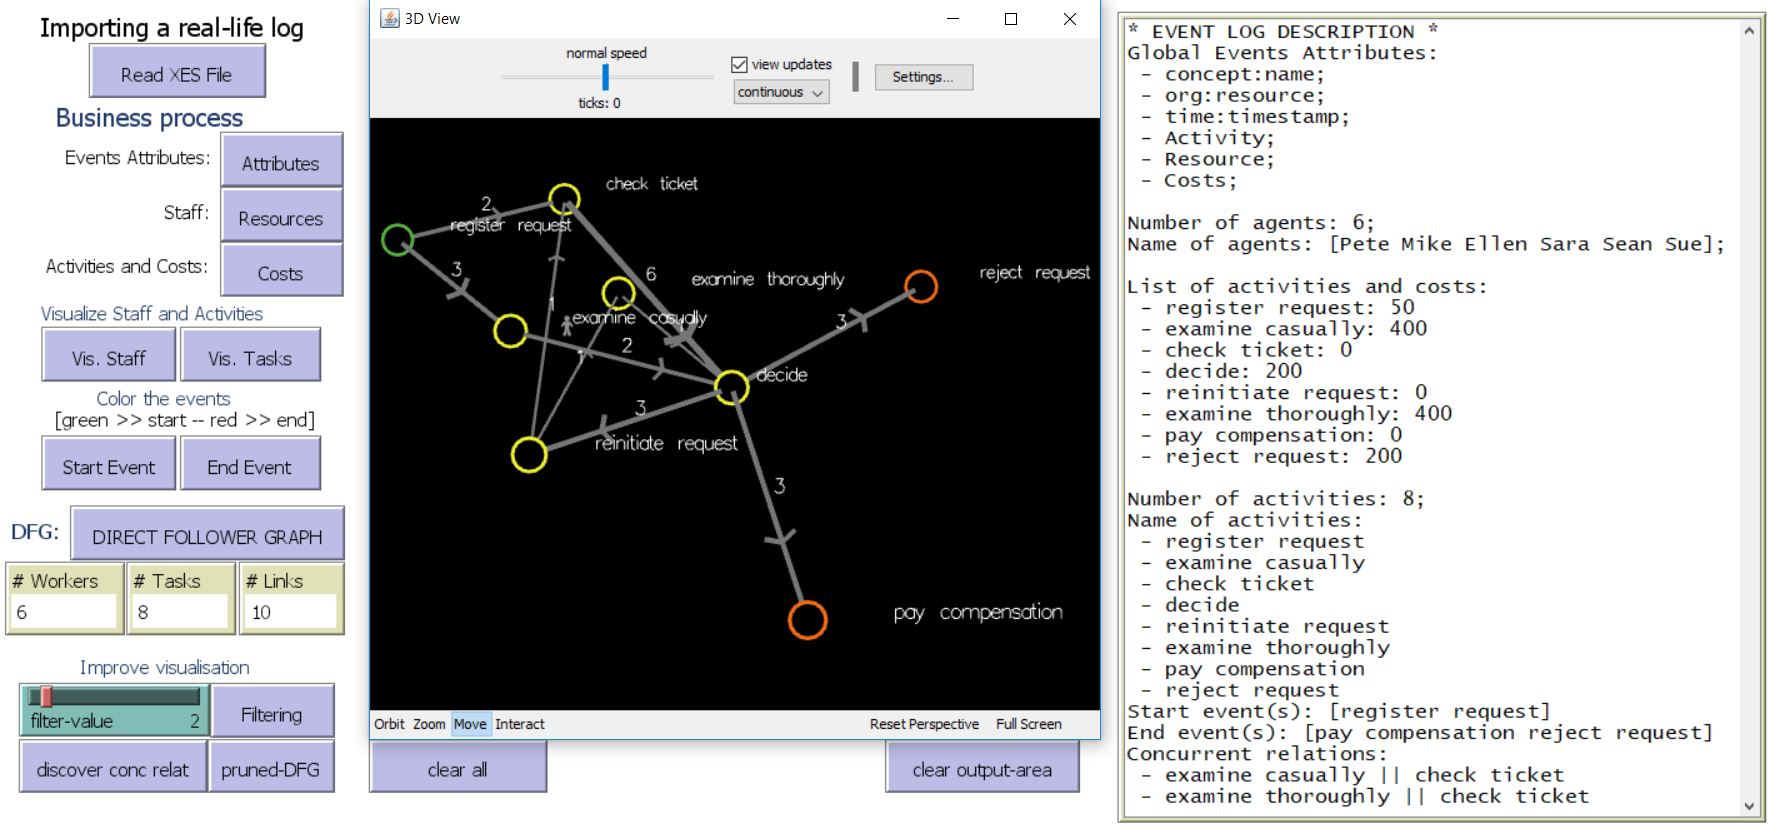 Importing a real-life log
Read XES File
Business process
Events Attributes:
Attributes
Staff:
Resources
Activities and Costs:
Costs
Visualize Staff and Activities
Vis. Staff
Vis. Tasks
Color the events
[green >> start -- red >> end]
Start Event
End Event
DFG:
DIRECT FOLLOWER GRAPH
# Workers
6
# Tasks
8
# Links
10
Improve visualisation
filter-value 2
Filtering
discover conc relat
pruned-DFG
3D View
normal speed
ticks: 0
view updates
continuous
Settings...
check ticket
2
register request
3
6
examine thoroughly
reject request
1
examine casually
1
3
1
2
decide
3
reinitiate request
3
pay compensation
Orbit Zoom Move Interact
Reset Perspective Full Screen
clear all
clear output-area
* EVENT LOG DESCRIPTION *
Global Events Attributes:
- concept:name;
- org:resource;
- time:timestamp;
- Activity;
- Resource;
- Costs;
Number of agents: 6;
Name of agents: [Pete Mike Ellen Sara Sean Sue];
List of activities and costs:
- register request: 50
- examine casually: 400
- check ticket: 0
- decide: 200
- reinitiate request: 0
- examine thoroughly: 400
- pay compensation: 0
- reject request: 200
Number of activities: 8;
Name of activities:
- register request
- examine casually
- check ticket
- decide
- reinitiate request
- examine thoroughly
- pay compensation
- reject request
Start event(s): [register request]
End event(s): [pay compensation reject request]
Concurrent relations:
- examine casually || check ticket
- examine thoroughly || check ticket